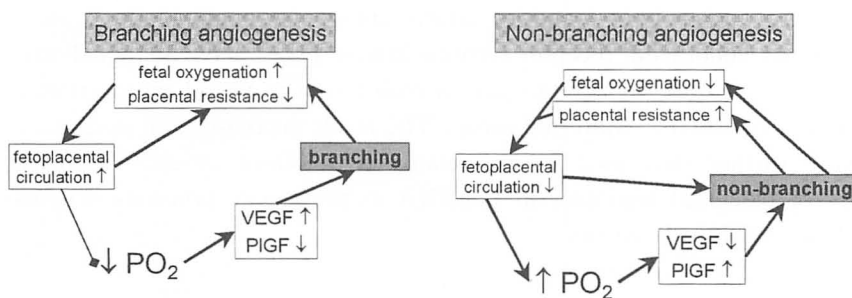 Branching angiogenesis
fetal oxygenation ↑
placental resistance ↓
fetoplacental
circulation ↑
branching
VEGF ↑
PlGF ↓
↓ PO₂
Non-branching angiogenesis
fetal oxygenation ↓
placental resistance ↑
fetoplacental
circulation ↓
non-branching
VEGF ↓
PlGF ↑
↑ PO₂